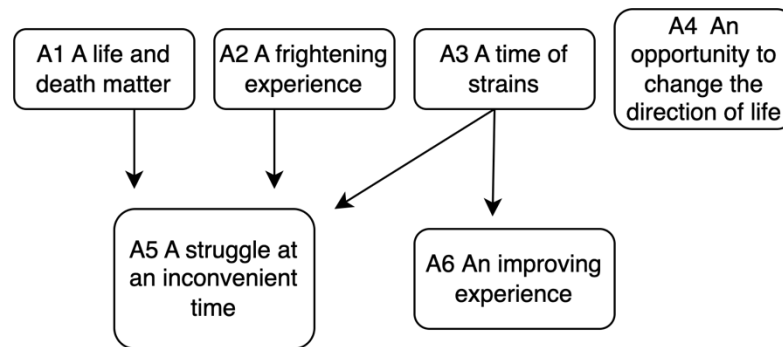 A1 A life and
death matter
A2 A frightening
experience
A3 A time of
strains
A4 An
opportunity to
change the
direction of life
A5 A struggle at
an inconvenient
time
A6 An improving
experience